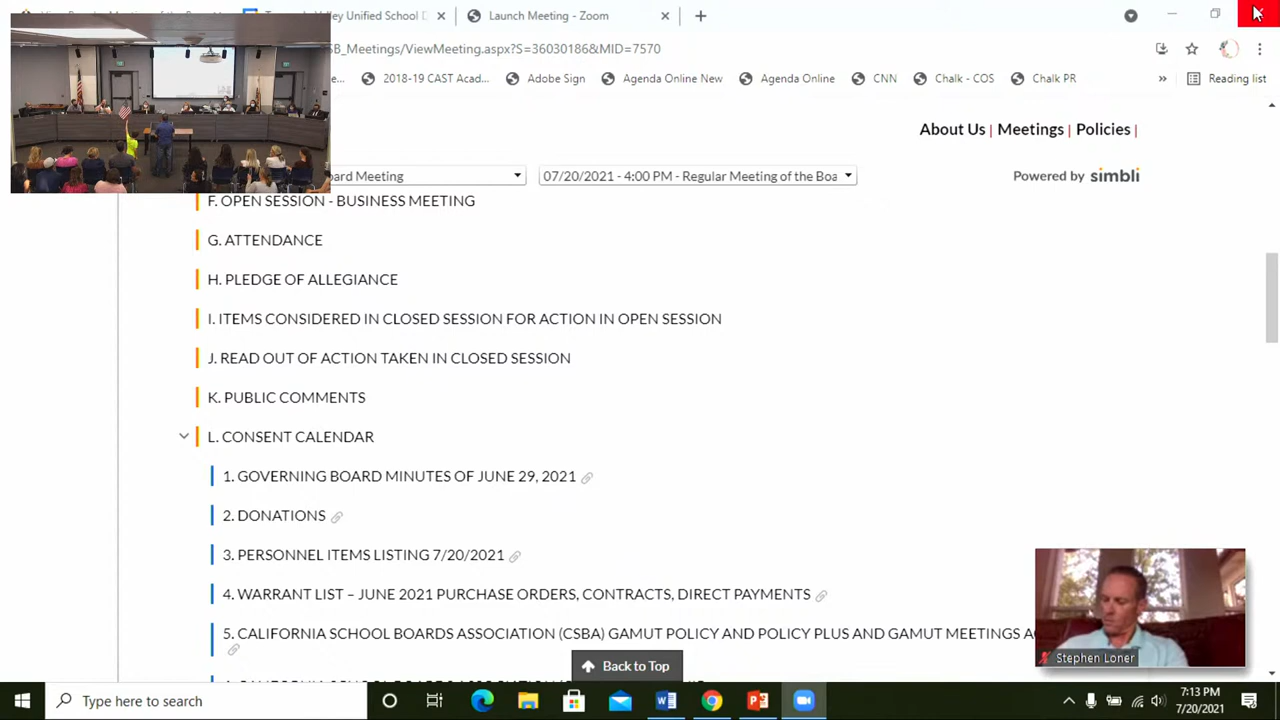 Valley Unified School D
Launch Meeting - Zoom
SB_Meetings/ViewMeeting.aspx?S=36030186&MID=7570
2018-19 CAST Acad...
Adobe Sign
Agenda Online New
Agenda Online
CNN
Chalk - COS
Chalk PR
»
Reading list
About Us | Meetings | Policies |
oard Meeting
07/20/2021 - 4:00 PM - Regular Meeting of the Boa
Powered by simbli
F. OPEN SESSION - BUSINESS MEETING
G. ATTENDANCE
H. PLEDGE OF ALLEGIANCE
I. ITEMS CONSIDERED IN CLOSED SESSION FOR ACTION IN OPEN SESSION
J. READ OUT OF ACTION TAKEN IN CLOSED SESSION
K. PUBLIC COMMENTS
L. CONSENT CALENDAR
1. GOVERNING BOARD MINUTES OF JUNE 29, 2021
2. DONATIONS
3. PERSONNEL ITEMS LISTING 7/20/2021
4. WARRANT LIST – JUNE 2021 PURCHASE ORDERS, CONTRACTS, DIRECT PAYMENTS
5. CALIFORNIA SCHOOL BOARDS ASSOCIATION (CSBA) GAMUT POLICY AND POLICY PLUS AND GAMUT MEETINGS A
Back to Top
Stephen Loner
Type here to search
7:13 PM
7/20/2021